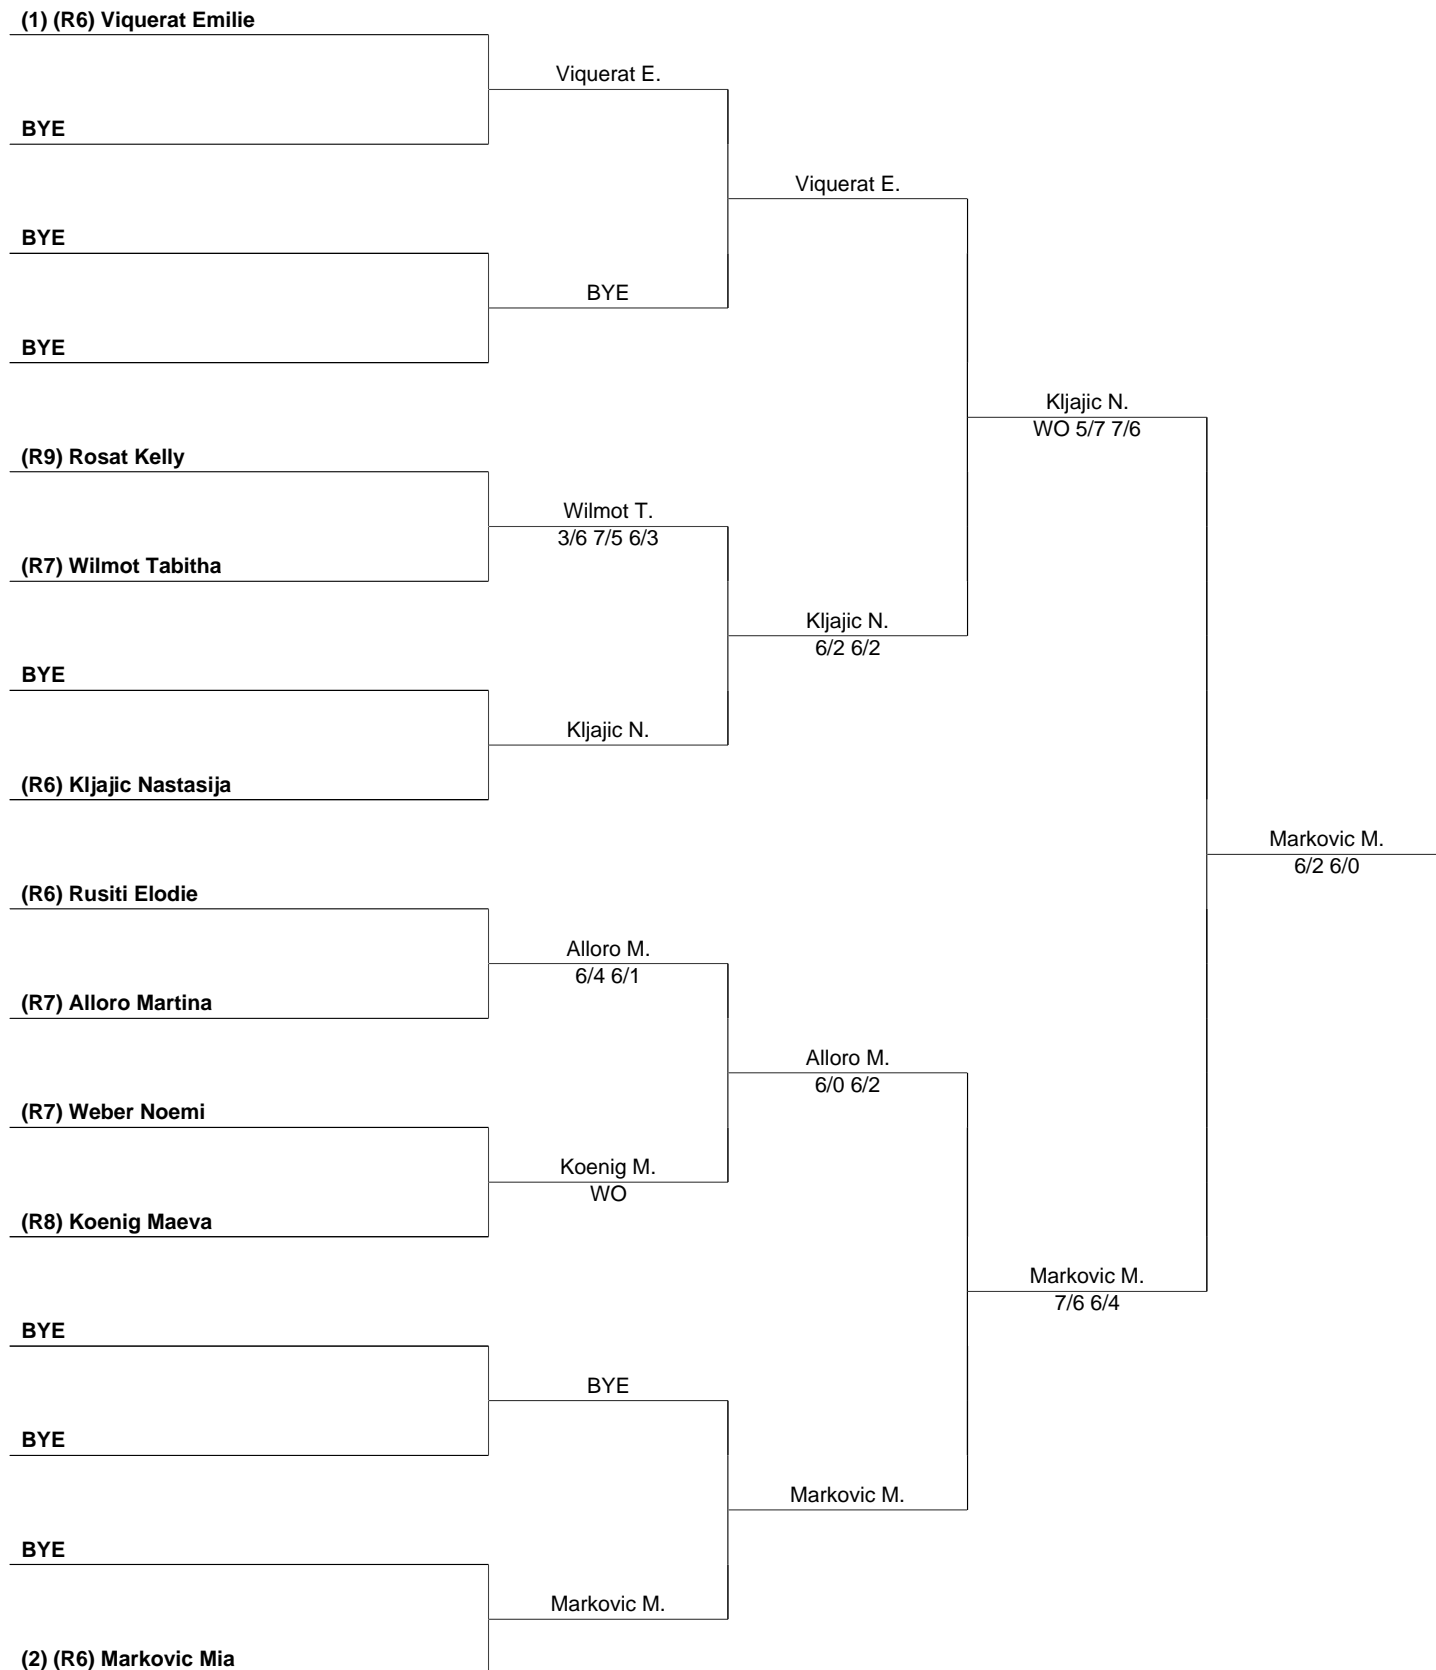 (1) (R6) Viquerat Emilie
Viquerat E.
BYE
Viquerat E.
BYE
BYE
BYE
Kljajic N.
WO 5/7 7/6
(R9) Rosat Kelly
Wilmot T.
3/6 7/5 6/3
(R7) Wilmot Tabitha
Kljajic N.
6/2 6/2
BYE
Kljajic N.
(R6) Kljajic Nastasija
Markovic M.
6/2 6/0
(R6) Rusiti Elodie
Alloro M.
6/4 6/1
(R7) Alloro Martina
Alloro M.
6/0 6/2
(R7) Weber Noemi
Koenig M.
WO
(R8) Koenig Maeva
Markovic M.
7/6 6/4
BYE
BYE
BYE
Markovic M.
BYE
Markovic M.
(2) (R6) Markovic Mia